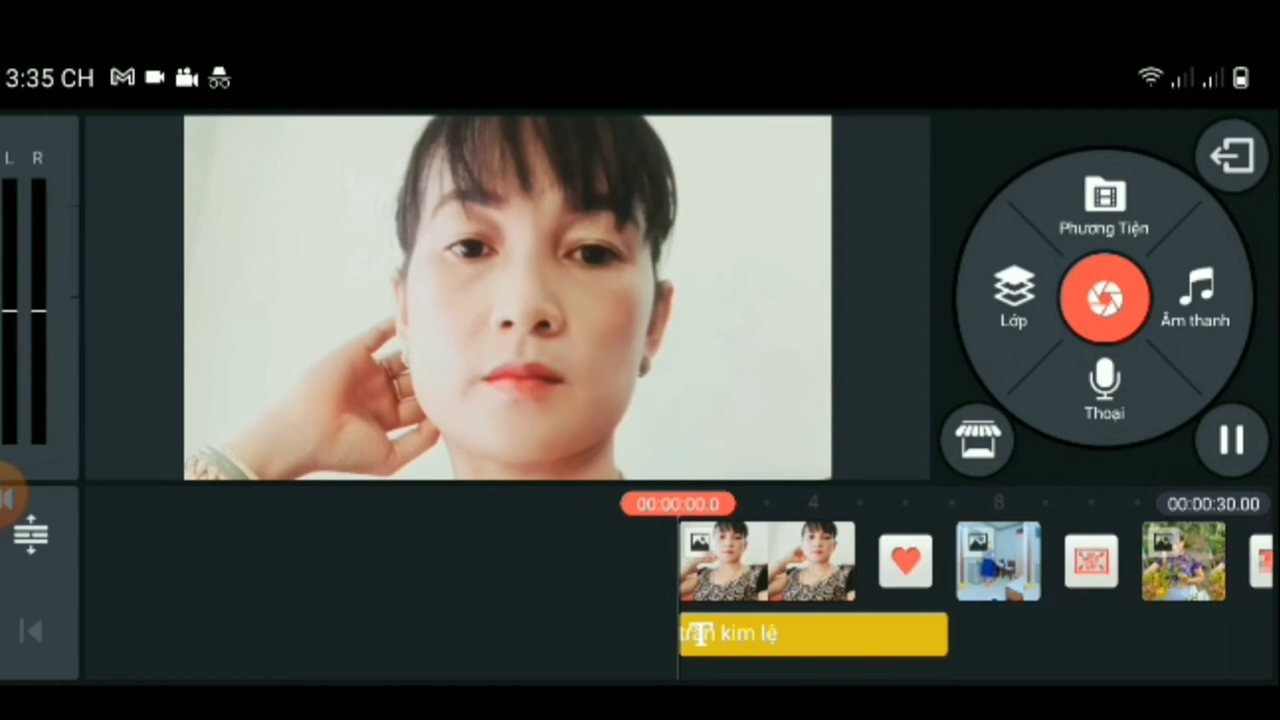 3:35 CH
L R
Phương Tiện
Lớp
Âm thanh
Thoại
00:00:00.0
4
8
00:00:30.00
trần kim lệ